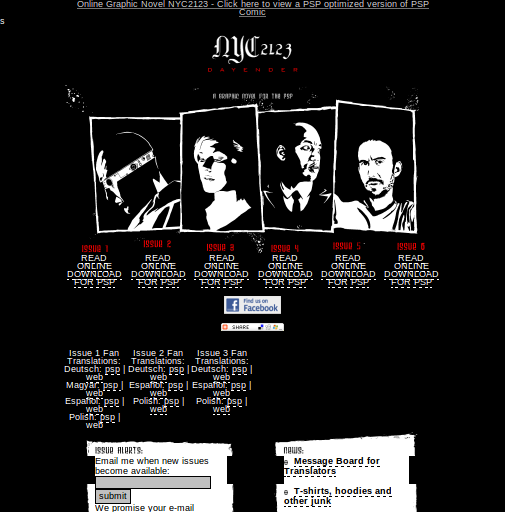 Online Graphic Novel NYC2123 - Click here to view a PSP optimized version of PSP
Comic
s
NYC2123
DAYENDER
A GRAPHIC NOVEL FOR THE PSP
ISSUE 1 ISSUE 2 ISSUE 3 ISSUE 4 ISSUE 5 ISSUE 6
READ READ READ READ READ READ
ONLINE ONLINE ONLINE ONLINE ONLINE ONLINE
DOWNLOAD DOWNLOAD DOWNLOAD DOWNLOAD DOWNLOAD DOWNLOAD
FOR PSP FOR PSP FOR PSP FOR PSP FOR PSP FOR PSP
Find us on
Facebook
SHARE
Issue 1 Fan Issue 2 Fan Issue 3 Fan
Translations: Translations: Translations:
Deutsch: psp | Deutsch: psp | Deutsch: psp |
web web web
Magyar: psp | Español: psp | Español: psp |
web web web
Español: psp | Polish: psp | Polish: psp |
web web web
Polish: psp |
web
ISSUE ALERTS:
Email me when new issues
become available:
submit
We promise your e-mail
NEWS:
Message Board for
Translators
T-shirts, hoodies and
other junk